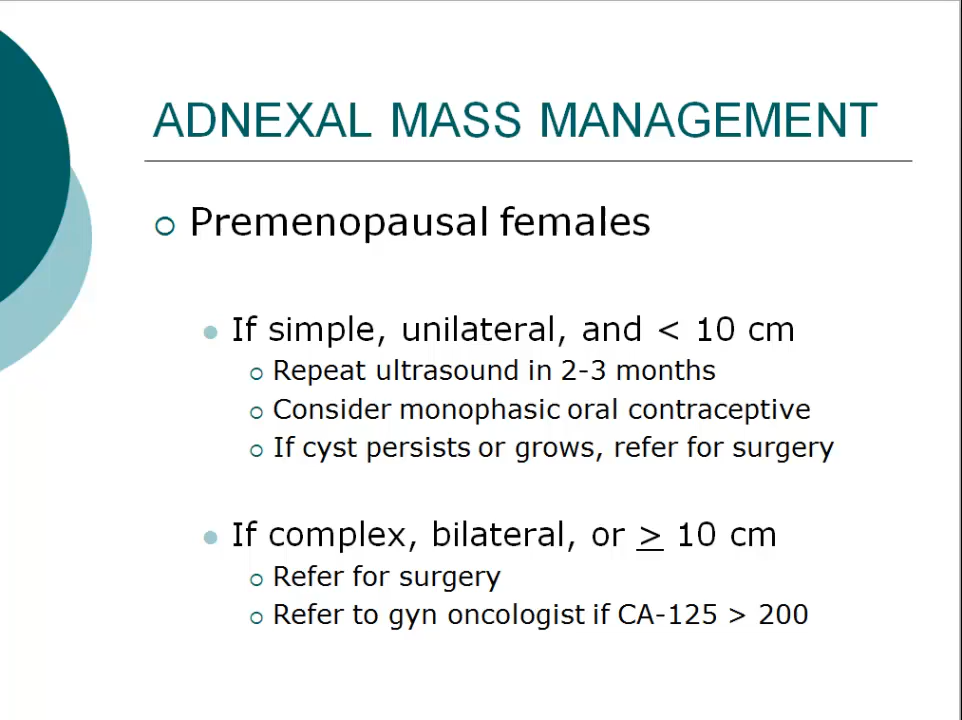 ADNEXAL MASS MANAGEMENT
Premenopausal females
If simple, unilateral, and < 10 cm
Repeat ultrasound in 2-3 months
Consider monophasic oral contraceptive
If cyst persists or grows, refer for surgery
If complex, bilateral, or > 10 cm
Refer for surgery
Refer to gyn oncologist if CA-125 > 200